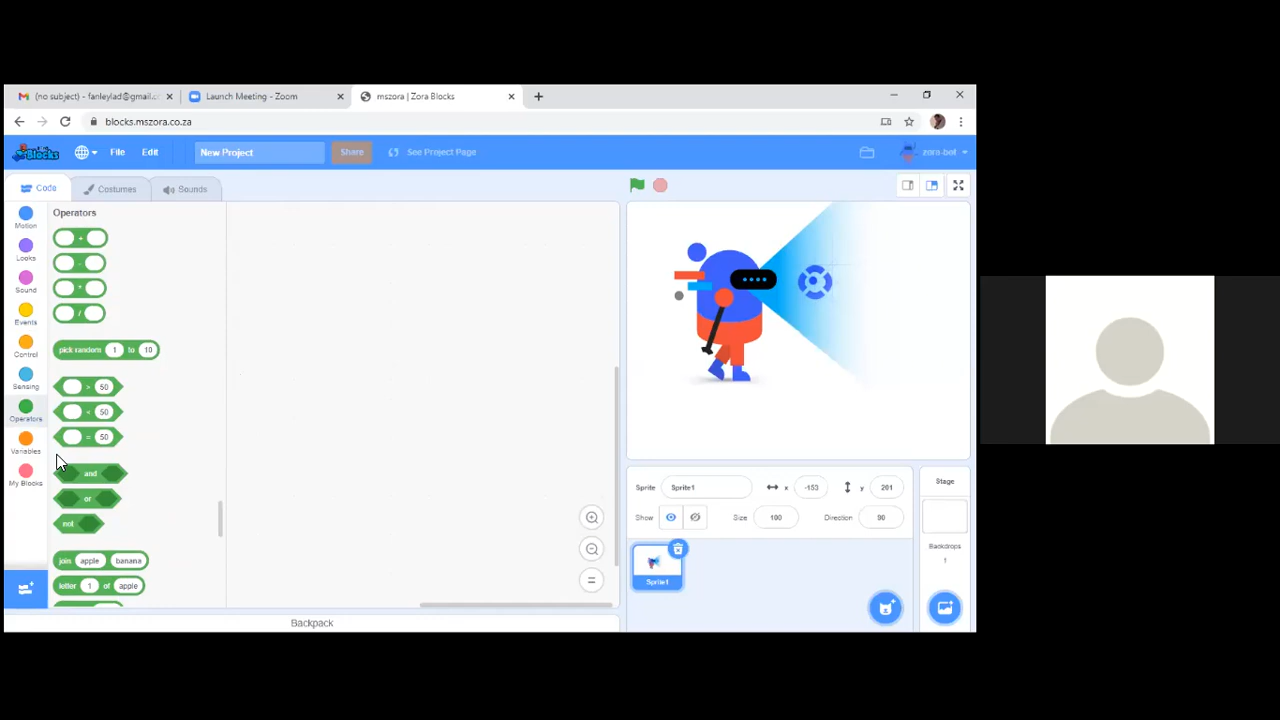 (no subject) - fanleylad@gmail.c
Launch Meeting - Zoom
mszora | Zora Blocks
blocks.mszora.co.za
Blocks
File
Edit
New Project
Share
See Project Page
zora-bot
Code
Costumes
Sounds
Motion
Looks
Sound
Events
Control
Sensing
Operators
Variables
My Blocks
Operators
+
-
*
/
pick random 1 to 10
> 50
< 50
= 50
and
or
not
join apple banana
letter 1 of apple
Backpack
Sprite Sprite1 x -153 y 201
Show Size 100 Direction 90
Sprite1
Stage
Backdrops
1